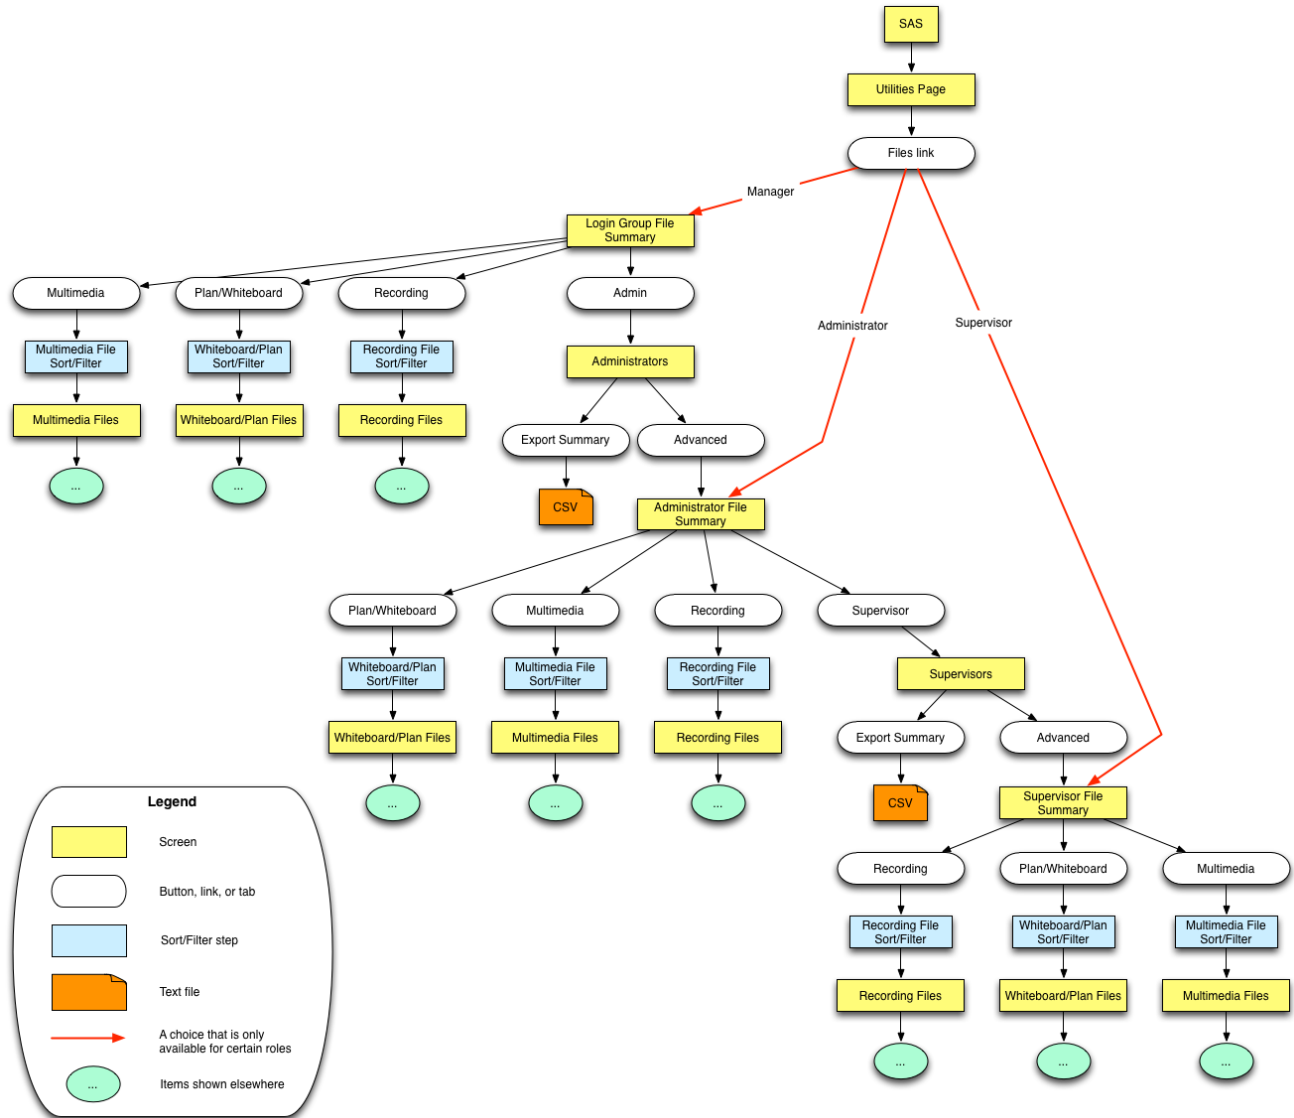 SAS
Utilities Page
Files link
Manager
Login Group File
Summary
Multimedia
Plan/Whiteboard
Recording
Admin
Administrator
Supervisor
Multimedia File
Sort/Filter
Whiteboard/Plan
Sort/Filter
Recording File
Sort/Filter
Administrators
Multimedia Files
Whiteboard/Plan Files
Recording Files
Export Summary
Advanced
...
...
...
CSV
Administrator File
Summary
Plan/Whiteboard
Multimedia
Recording
Supervisor
Whiteboard/Plan
Sort/Filter
Multimedia File
Sort/Filter
Recording File
Sort/Filter
Supervisors
Whiteboard/Plan Files
Multimedia Files
Recording Files
Export Summary
Advanced
...
...
...
CSV
Supervisor File
Summary
Recording
Plan/Whiteboard
Multimedia
Recording File
Sort/Filter
Whiteboard/Plan
Sort/Filter
Multimedia File
Sort/Filter
Recording Files
Whiteboard/Plan Files
Multimedia Files
...
...
...
Legend
Screen
Button, link, or tab
Sort/Filter step
Text file
A choice that is only
available for certain roles
...
Items shown elsewhere